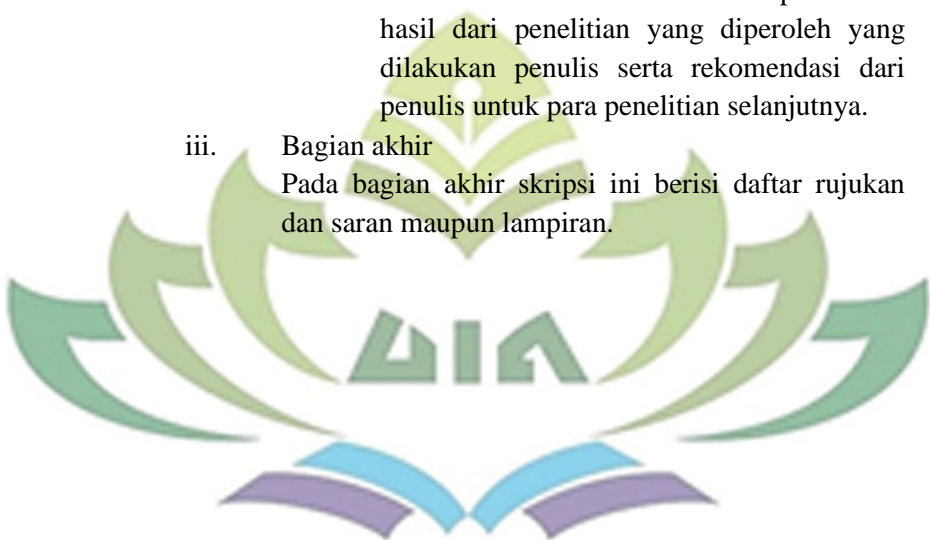 hasil dari penelitian yang diperoleh yang
dilakukan penulis serta rekomendasi dari
penulis untuk para penelitian selanjutnya.
iii. Bagian akhir
Pada bagian akhir skripsi ini berisi daftar rujukan
dan saran maupun lampiran.